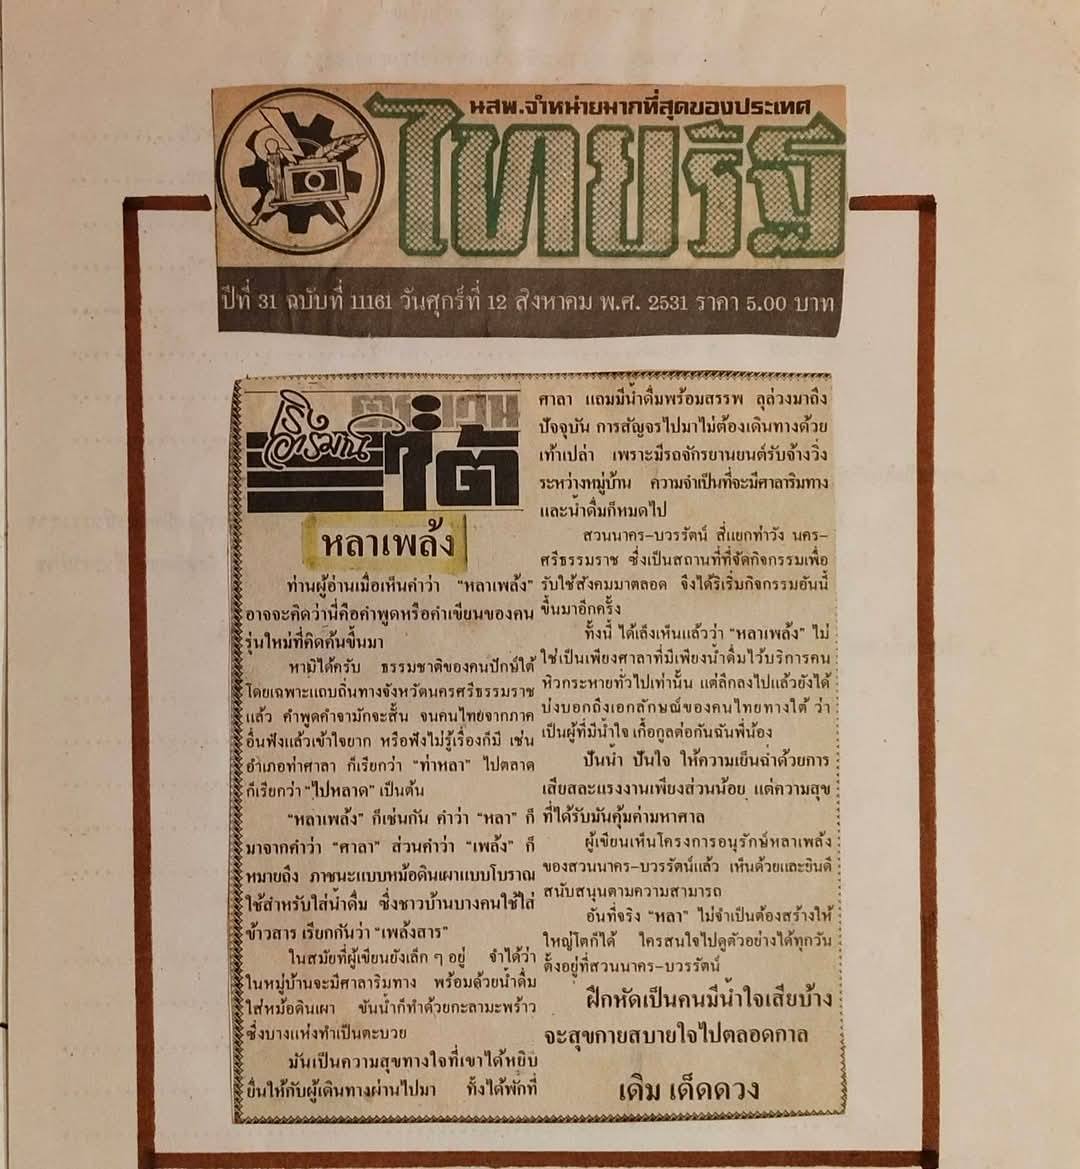 นสพ.จำหน่ายมากที่สุดของประเทศ
ไทยรัฐ
ปีที่ 31 ฉบับที่ 11161 วันศุกร์ที่ 12 สิงหาคม พ.ศ. 2531 ราคา 5.00 บาท
ตระเวน
ใต้
หลาเพล้ง
ท่านผู้อ่านเมื่อเห็นคำว่า “หลาเพล้ง”
อาจจะคิดว่านี่คือคำพูดหรือคำเขียนของคน
รุ่นใหม่ที่คิดค้นขึ้นมา
หามิได้ครับ ธรรมชาติของคนปักษ์ใต้
โดยเฉพาะแถบถิ่นทางจังหวัดนครศรีธรรมราช
แล้ว คำพูดคำจามักจะสั้น จนคนไทยจากภาค
อื่นฟังแล้วเข้าใจยาก หรือฟังไม่รู้เรื่องก็มี เช่น
อำเภอท่าศาลา ก็เรียกว่า “ท่าหลา” ไปตลาด
ก็เรียกว่า “ไปหลาด” เป็นต้น
“หลาเพล้ง” ก็เช่นกัน คำว่า “หลา” ก็
มาจากคำว่า “ศาลา” ส่วนคำว่า “เพล้ง” ก็
หมายถึง ภาชนะแบบหม้อดินเผาแบบโบราณ
ใช้สำหรับใส่น้ำดื่ม ซึ่งชาวบ้านบางคนใช้ใส่
ข้าวสาร เรียกกันว่า “เพล้งสาร”
ในสมัยที่ผู้เขียนยังเล็ก ๆ อยู่ จำได้ว่า
ในหมู่บ้านจะมีศาลาริมทาง พร้อมด้วยน้ำดื่ม
ใส่หม้อดินเผา ขันน้ำก็ทำด้วยกะลามะพร้าว
ซึ่งบางแห่งทำเป็นตะบวย
มันเป็นความสุขทางใจที่เขาได้หยิบ
ยื่นให้กับผู้เดินทางผ่านไปมา ทั้งได้พักที่
ศาลา แถมมีน้ำดื่มพร้อมสรรพ ลุล่วงมาถึง
ปัจจุบัน การสัญจรไปมาไม่ต้องเดินทางด้วย
เท้าเปล่า เพราะมีรถจักรยานยนต์รับจ้างวิ่ง
ระหว่างหมู่บ้าน ความจำเป็นที่จะมีศาลาริมทาง
และน้ำดื่มก็หมดไป
สวนนาคร–บวรรัตน์ สี่แยกท่าวัง นคร–
ศรีธรรมราช ซึ่งเป็นสถานที่ที่จัดกิจกรรมเพื่อ
รับใช้สังคมมาตลอด จึงได้ริเริ่มกิจกรรมอันนี้
ขึ้นมาอีกครั้ง
ทั้งนี้ ได้เล็งเห็นแล้วว่า “หลาเพล้ง” ไม่
ใช่เป็นเพียงศาลาที่มีเพียงน้ำดื่มไว้บริการคน
หิวกระหายทั่วไปเท่านั้น แต่ลึกลงไปแล้วยังได้
บ่งบอกถึงเอกลักษณ์ของคนไทยทางใต้ ว่า
เป็นผู้ที่มีน้ำใจ เกื้อกูลต่อกันฉันพี่น้อง
ปันน้ำ ปันใจ ให้ความเย็นฉ่ำด้วยการ
เสียสละแรงงานเพียงส่วนน้อย แต่ความสุข
ที่ได้รับมันคุ้มค่ามหาศาล
ผู้เขียนเห็นโครงการอนุรักษ์หลาเพล้ง
ของสวนนาคร–บวรรัตน์แล้ว เห็นด้วยและยินดี
สนับสนุนตามความสามารถ
อันที่จริง “หลา” ไม่จำเป็นต้องสร้างให้
ใหญ่โตก็ได้ ใครสนใจไปดูตัวอย่างได้ทุกวัน
ตั้งอยู่ที่สวนนาคร–บวรรัตน์
ฝึกหัดเป็นคนมีน้ำใจเสียบ้าง
จะสุขกายสบายใจไปตลอดกาล
เดิม เด็ดดวง